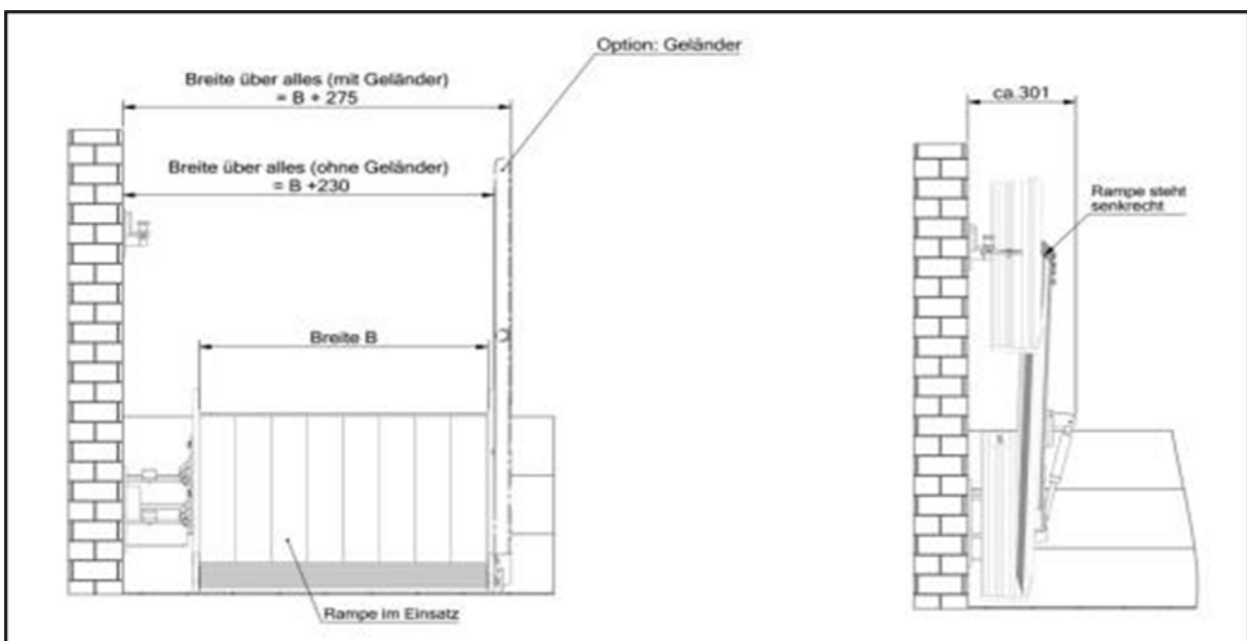 Option: Geländer
Breite über alles (mit Geländer)
= B + 275
Breite über alles (ohne Geländer)
= B +230
Breite B
Rampe im Einsatz
ca.301
Rampe steht
senkrecht